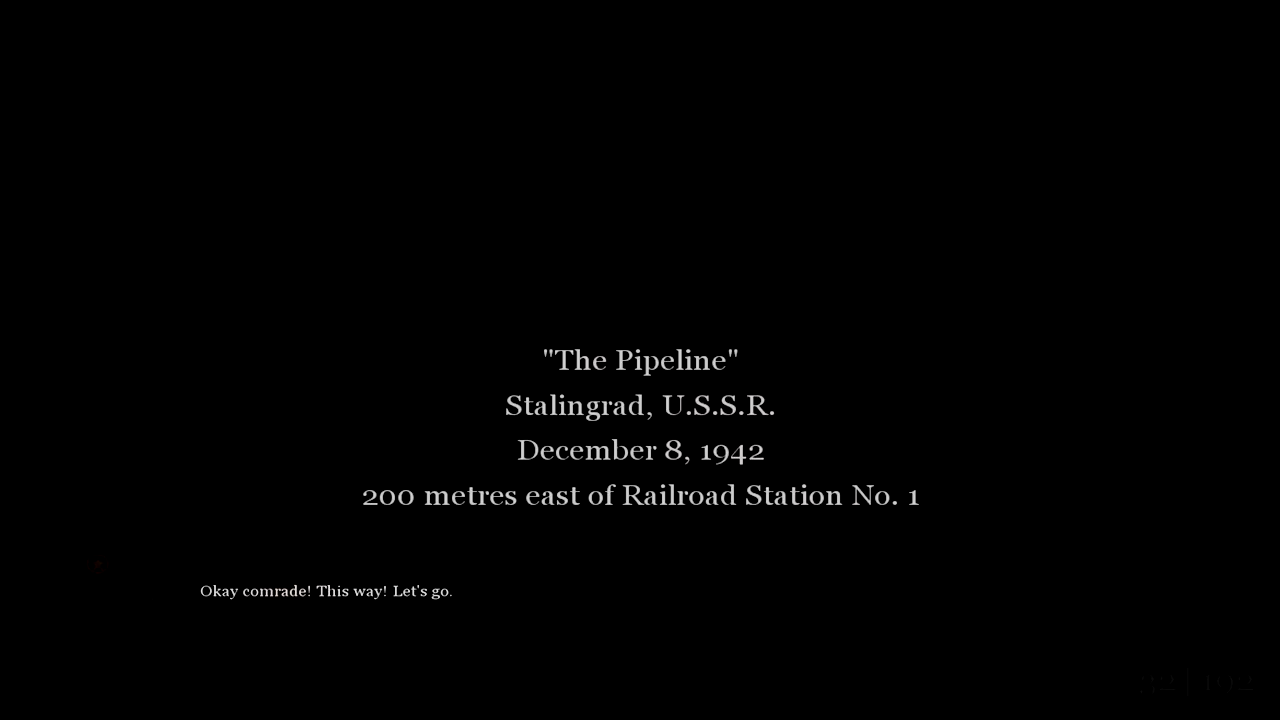 "The Pipeline"
Stalingrad, U.S.S.R.
December 8, 1942
200 metres east of Railroad Station No. 1
Okay comrade! This way! Let's go.